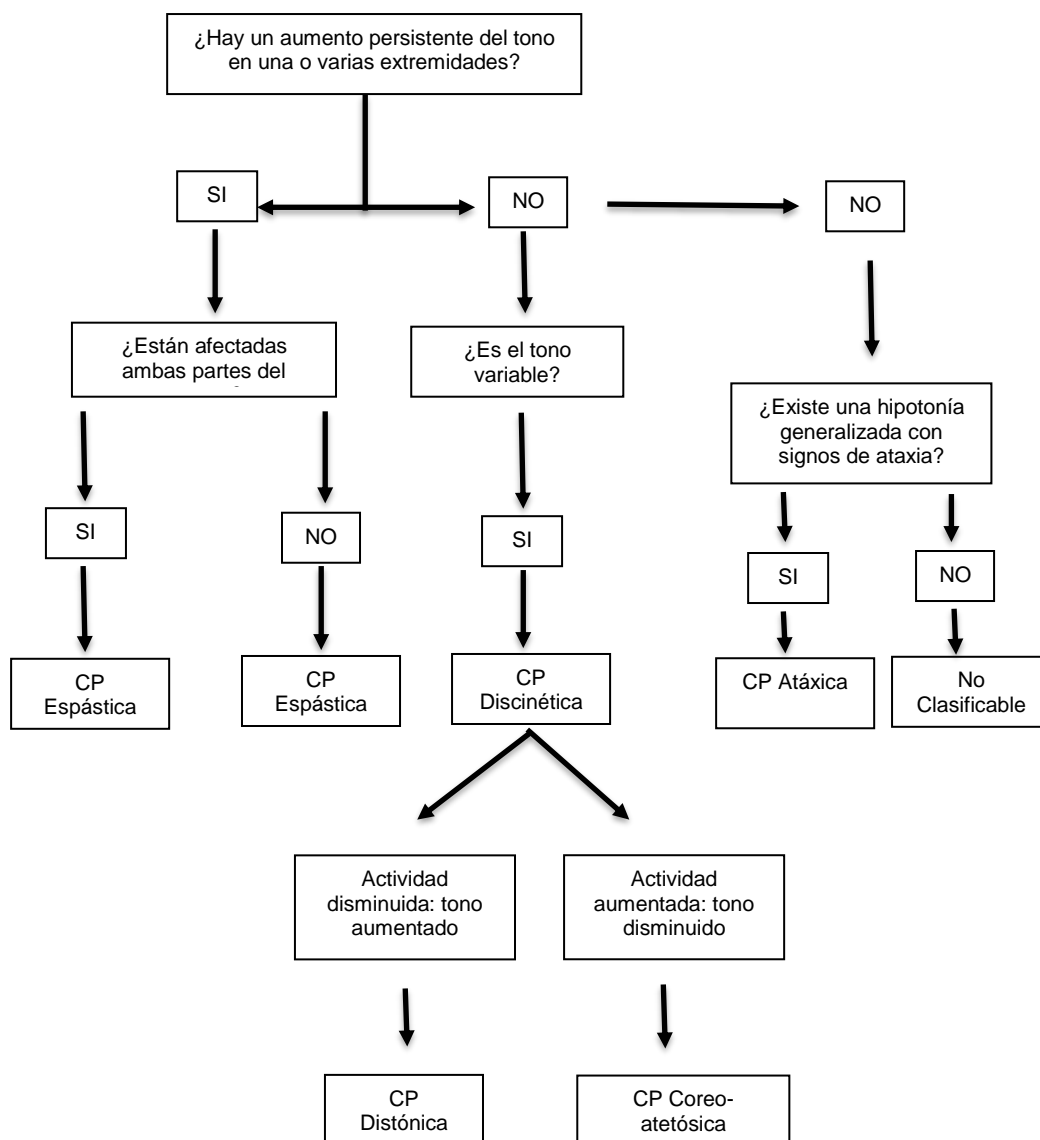 ¿Hay un aumento persistente del tono
en una o varias extremidades?
SI
NO
NO
¿Están afectadas
ambas partes del
¿Es el tono
variable?
¿Existe una hipotonía
generalizada con
signos de ataxia?
SI
NO
SI
SI
NO
CP
Espástica
CP
Espástica
CP
Discinética
CP Atáxica
No
Clasificable
Actividad
disminuida: tono
aumentado
Actividad
aumentada: tono
disminuido
CP
Distónica
CP Coreo-
atetósica